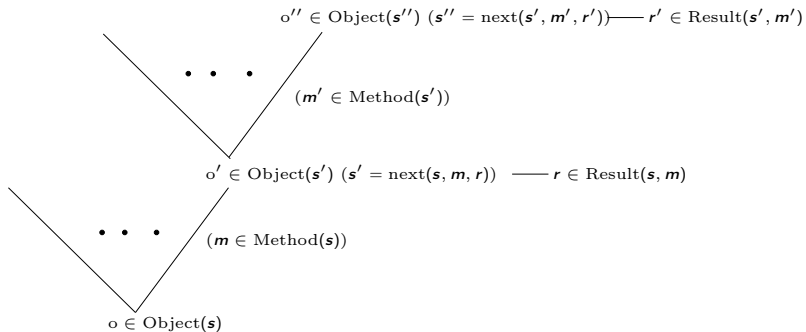 o′′ ∈ Object(s′′) (s′′ = next(s′, m′, r′)) r′ ∈ Result(s′, m′)
(m′ ∈ Method(s′))
o′ ∈ Object(s′) (s′ = next(s, m, r)) r ∈ Result(s, m)
(m ∈ Method(s))
o ∈ Object(s)